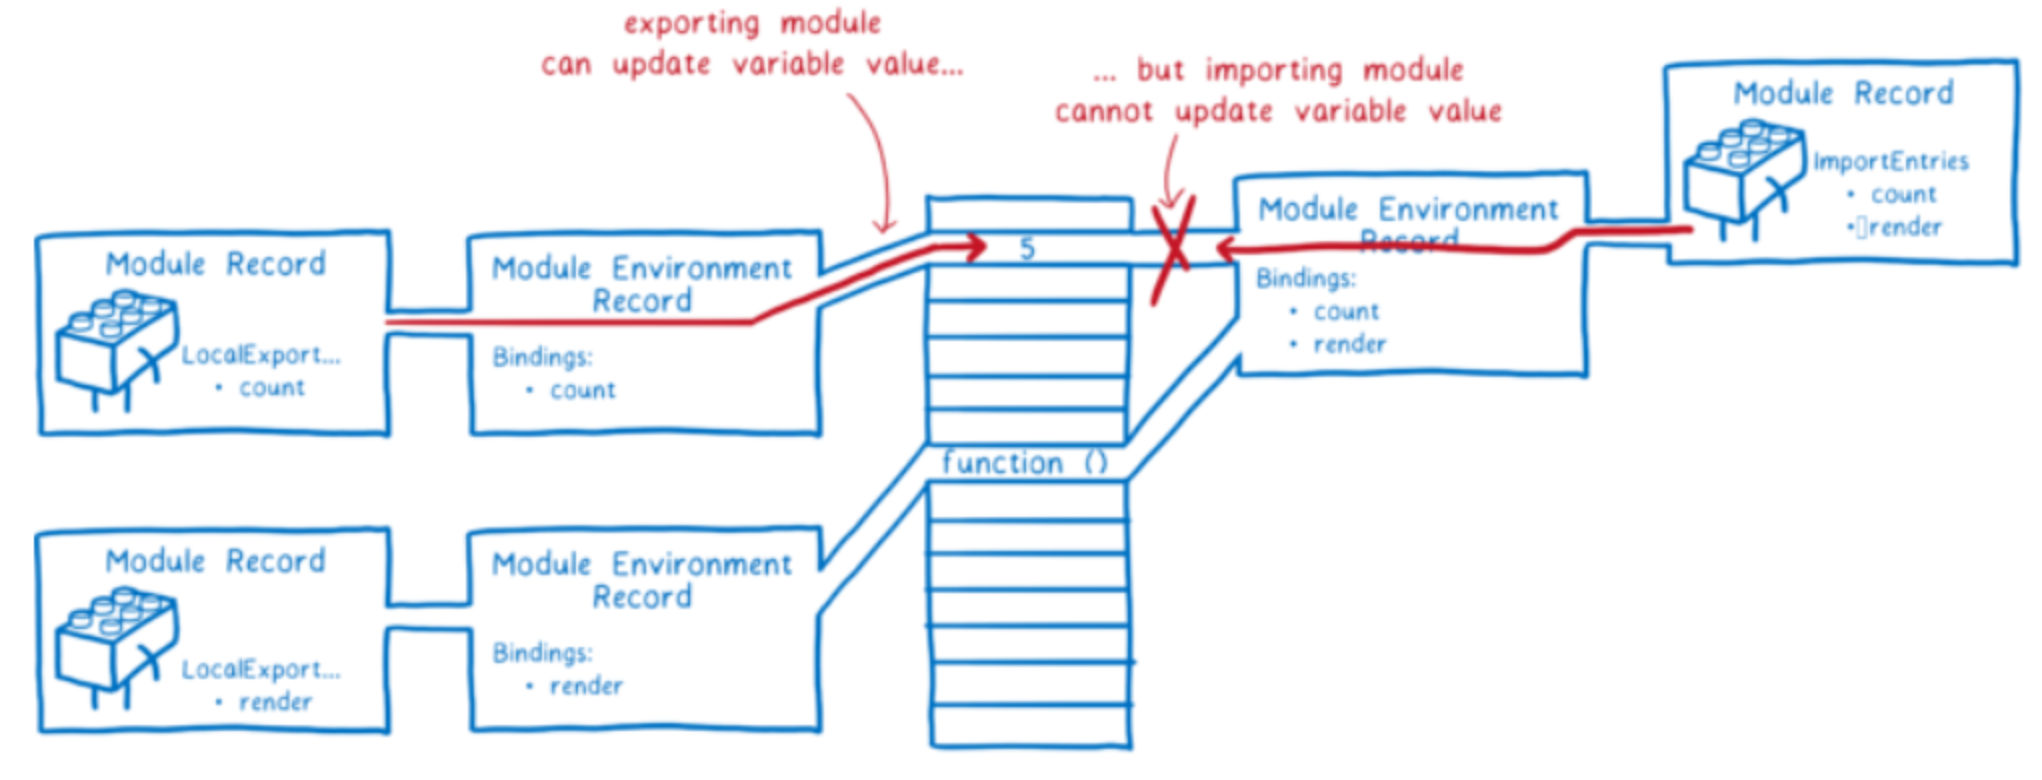 exporting module
can update variable value...
... but importing module
cannot update variable value
Module Record
ImportEntries
• count
• render
Module Environment
Record
Bindings:
• count
• render
Module Record
LocalExport...
• count
Module Environment
Record
Bindings:
• count
5
function ()
Module Record
LocalExport...
• render
Module Environment
Record
Bindings:
• render